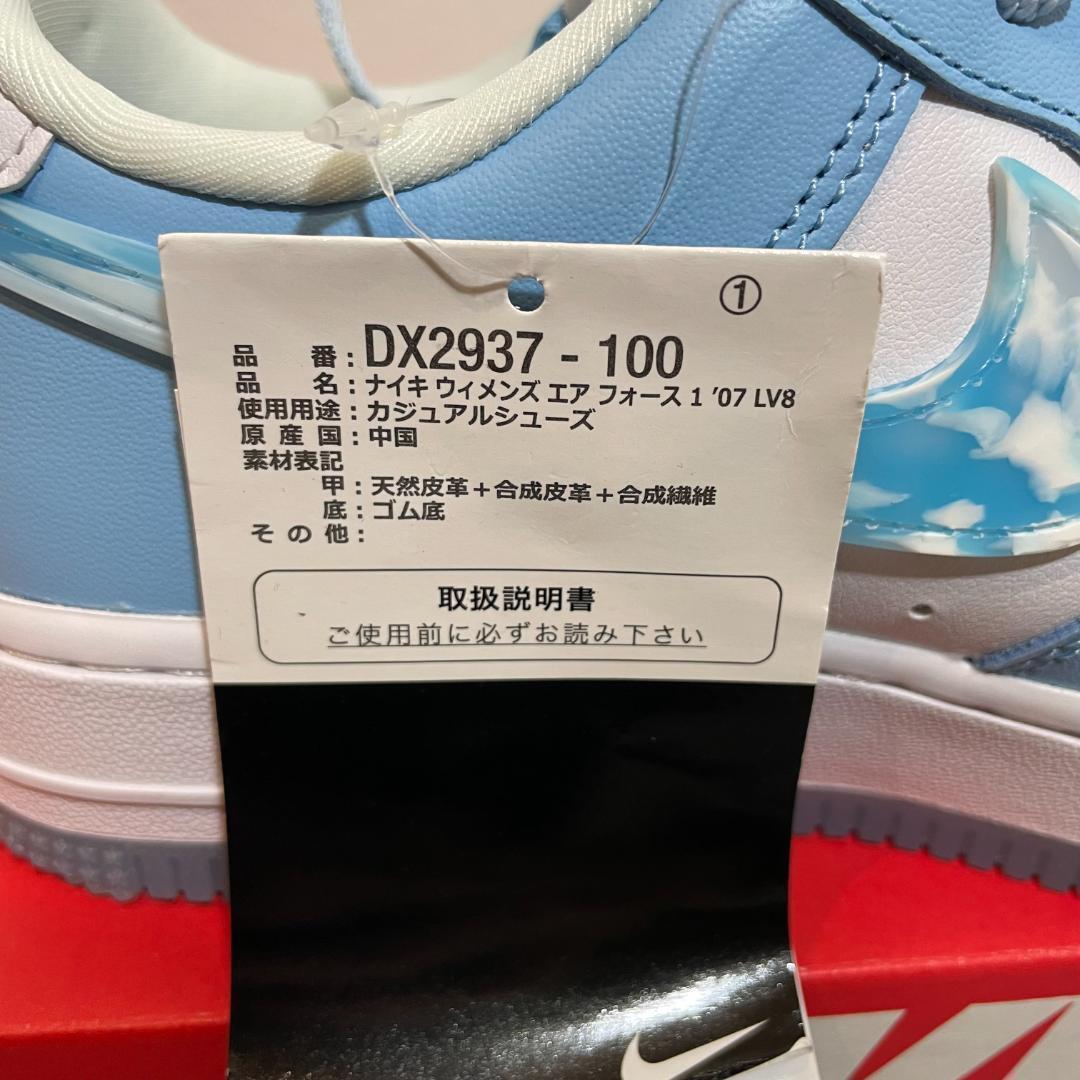 ①
品 番：DX2937 - 100
品 名：ナイキ ウィメンズ エア フォース 1 ’07 LV8
使用用途：カジュアルシューズ
原 産 国：中国
素材表記
甲：天然皮革＋合成皮革＋合成繊維
底：ゴム底
そ の 他：
取扱説明書
ご使用前に必ずお読み下さい